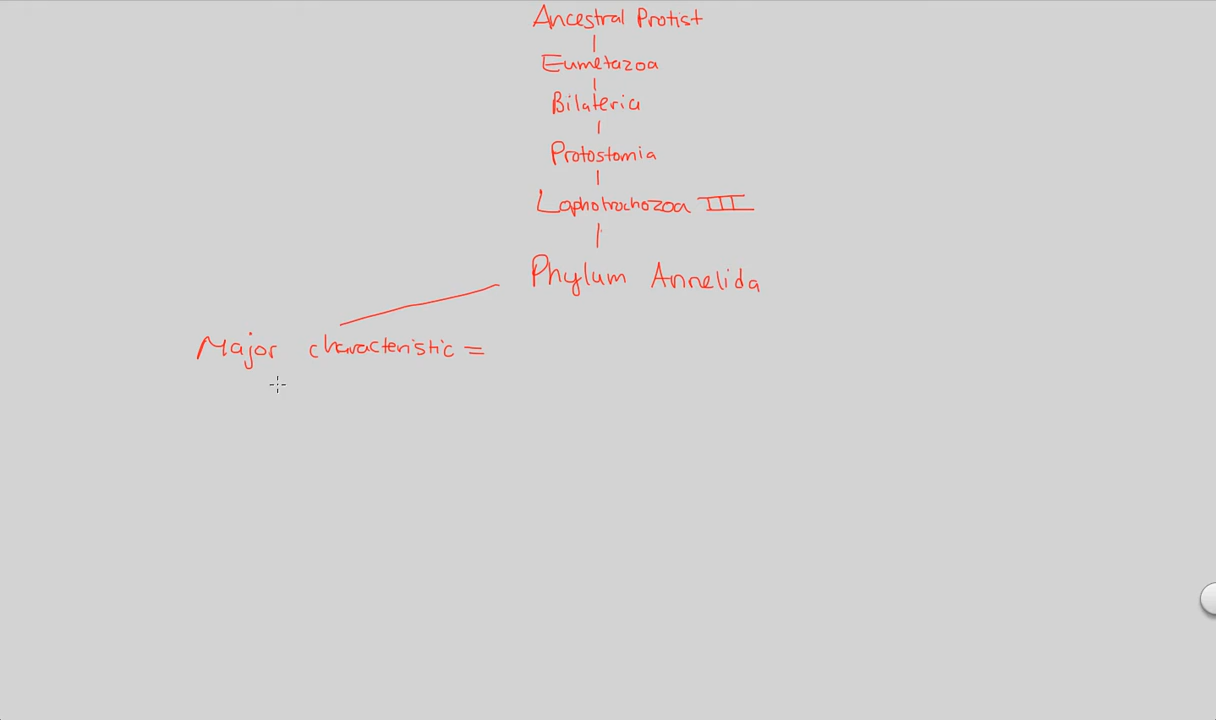 Ancestral Protist
Eumetazoa
Bilateria
Protostomia
Lophotrochozoa III
Phylum Annelida
Major characteristic =